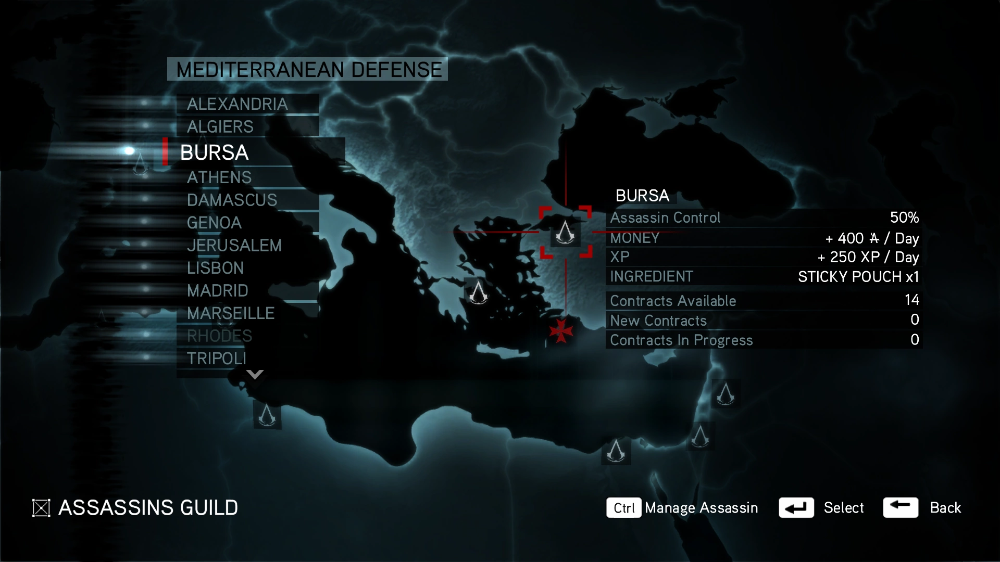 MEDITERRANEAN DEFENSE
ALEXANDRIA
ALGIERS
BURSA
ATHENS
DAMASCUS
GENOA
JERUSALEM
LISBON
MADRID
MARSEILLE
RHODES
TRIPOLI
BURSA
Assassin Control 50%
MONEY + 400 Ѧ / Day
XP + 250 XP / Day
INGREDIENT STICKY POUCH x1
Contracts Available 14
New Contracts 0
Contracts In Progress 0
ASSASSINS GUILD
Ctrl Manage Assassin Select Back